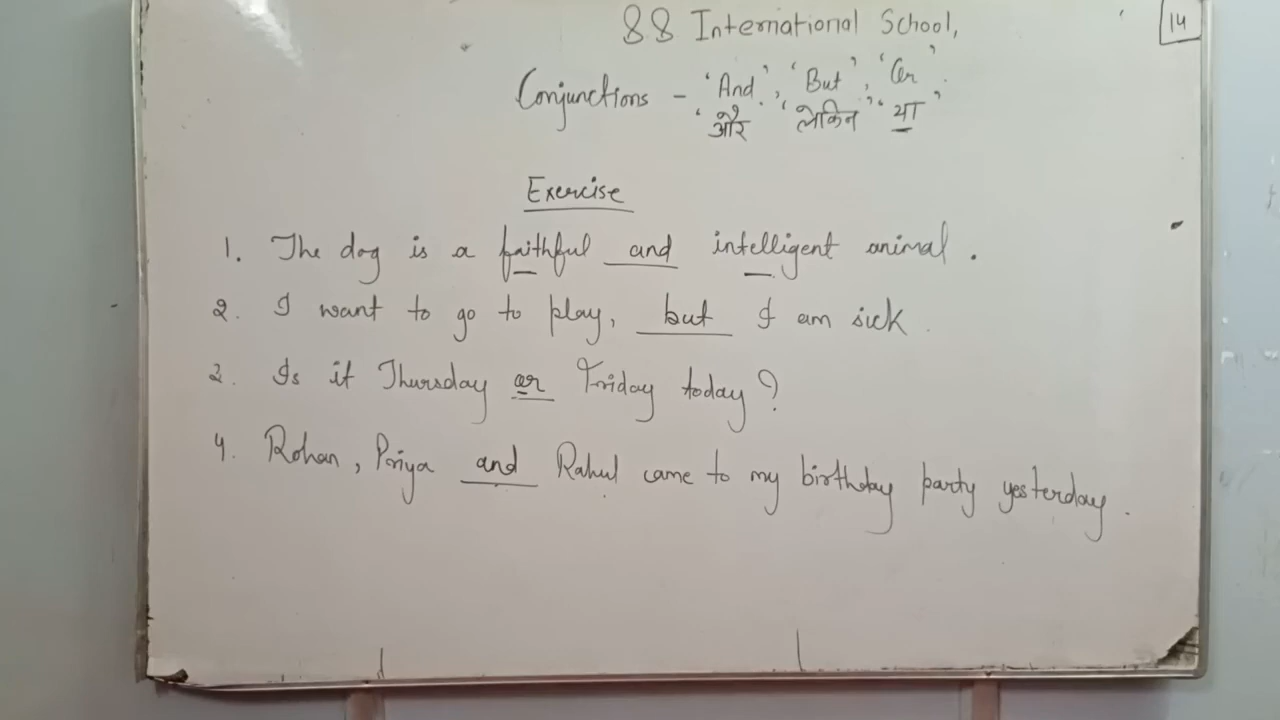 88 International School,
14
Conjunctions - 'And', 'But', 'Or'
'और', 'लेकिन', 'या'
Exercise
1. The dog is a faithful and intelligent animal.
2. I want to go to play, but I am sick.
3. Is it Thursday or Friday today?
4. Rohan, Priya and Rahul came to my birthday party yesterday.